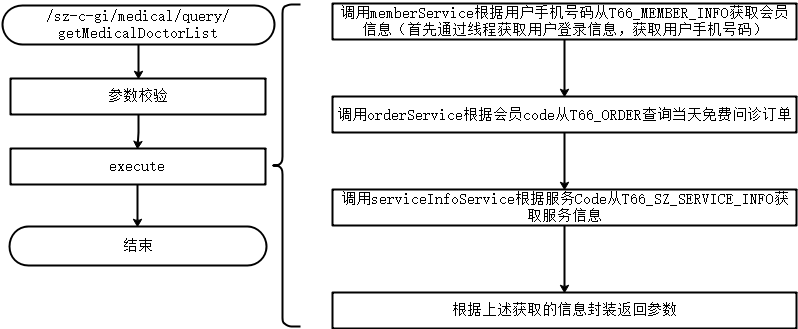 /sz-c-gi/medical/query/
getMedicalDoctorList
参数校验
execute
结束
调用memberService根据用户手机号码从T66_MEMBER_INFO获取会员
信息（首先通过线程获取用户登录信息，获取用户手机号码）
调用orderService根据会员code从T66_ORDER查询当天免费问诊订单
调用serviceInfoService根据服务Code从T66_SZ_SERVICE_INFO获
取服务信息
根据上述获取的信息封装返回参数